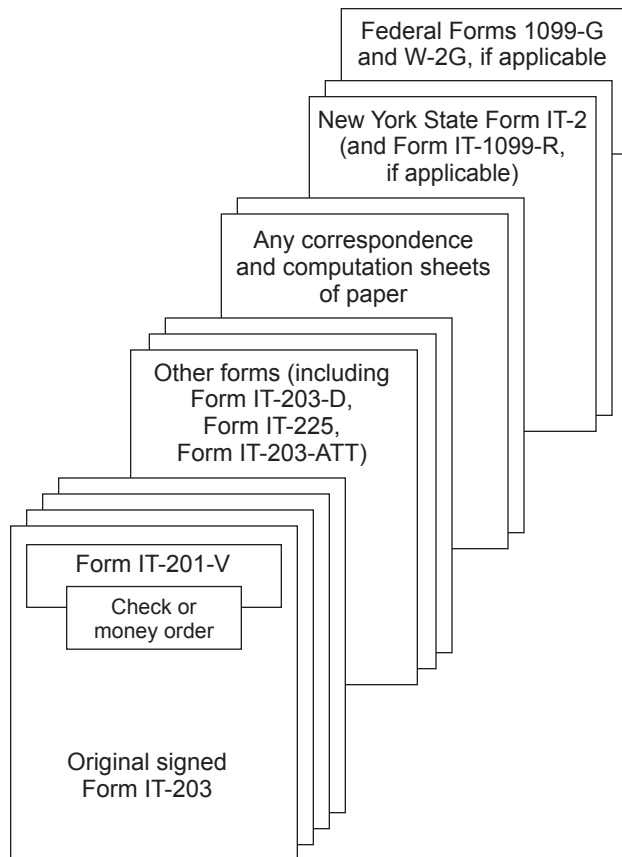 Federal Forms 1099-G
and W-2G, if applicable
New York State Form IT-2
(and Form IT-1099-R,
if applicable)
Any correspondence
and computation sheets
of paper
Other forms (including
Form IT-203-D,
Form IT-225,
Form IT-203-ATT)
Form IT-201-V
Check or
money order
Original signed
Form IT-203